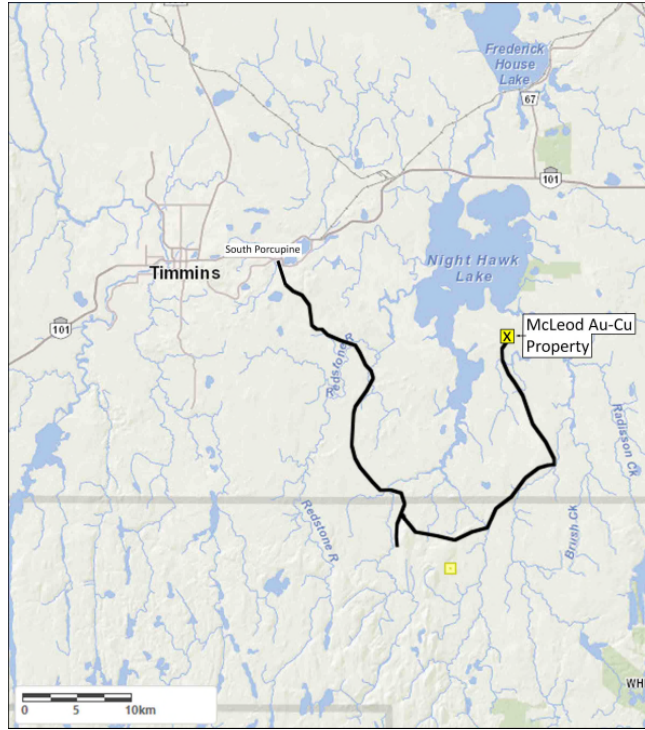 Frederick
House
Lake
67
101
South Porcupine
Night Hawk
Lake
Timmins
101
X
McLeod Au-Cu
Property
Redstone R
Radisson Ck
Redstone R
Brush Ck
WH
0 5 10km